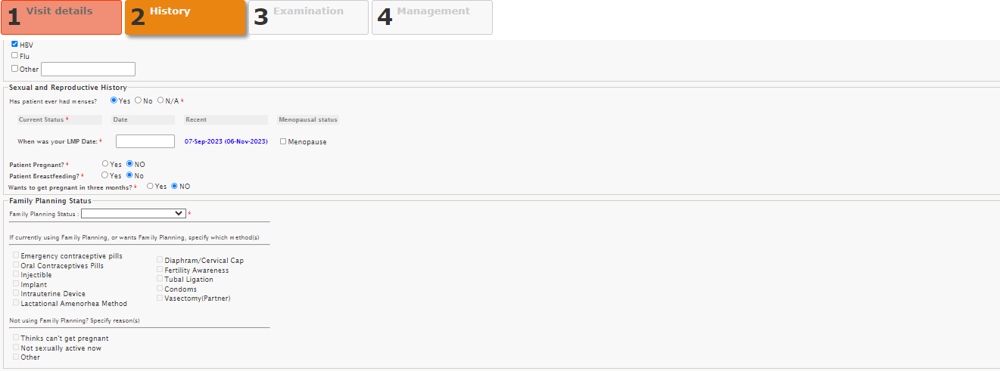 1 Visit details 2 History 3 Examination 4 Management
HBV
Flu
Other
Sexual and Reproductive History
Has patient ever had menses? Yes No N/A *
Current Status * Date Recent Menopausal status
When was your LMP Date: * 07-Sep-2023 (06-Nov-2023) Menopause
Patient Pregnant? * Yes NO
Patient Breastfeeding? * Yes No
Wants to get pregnant in three months? * Yes NO
Family Planning Status
Family Planning Status : *
If currently using Family Planning, or wants Family Planning, specify which method(s)
Emergency contraceptive pills
Oral Contraceptives Pills
Injectible
Implant
Intrauterine Device
Lactational Amenorhea Method
Diaphram/Cervical Cap
Fertility Awareness
Tubal Ligation
Condoms
Vasectomy(Partner)
Not using Family Planning? Specify reason(s)
Thinks can't get pregnant
Not sexually active now
Other